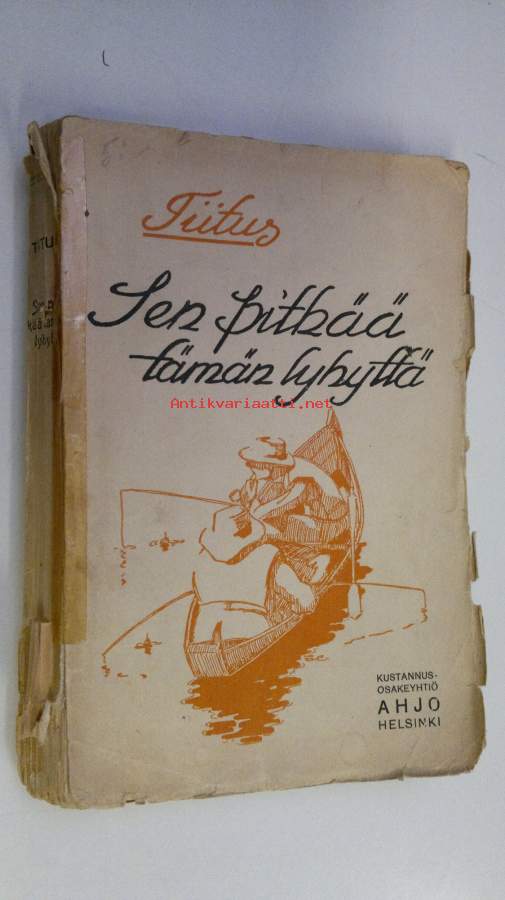 Tiitus
Sen pitkää
tämän lyhyttä
Antikvariaatti.net
KUSTANNUS-
OSAKEYHTIÖ
AHJO
HELSINKI